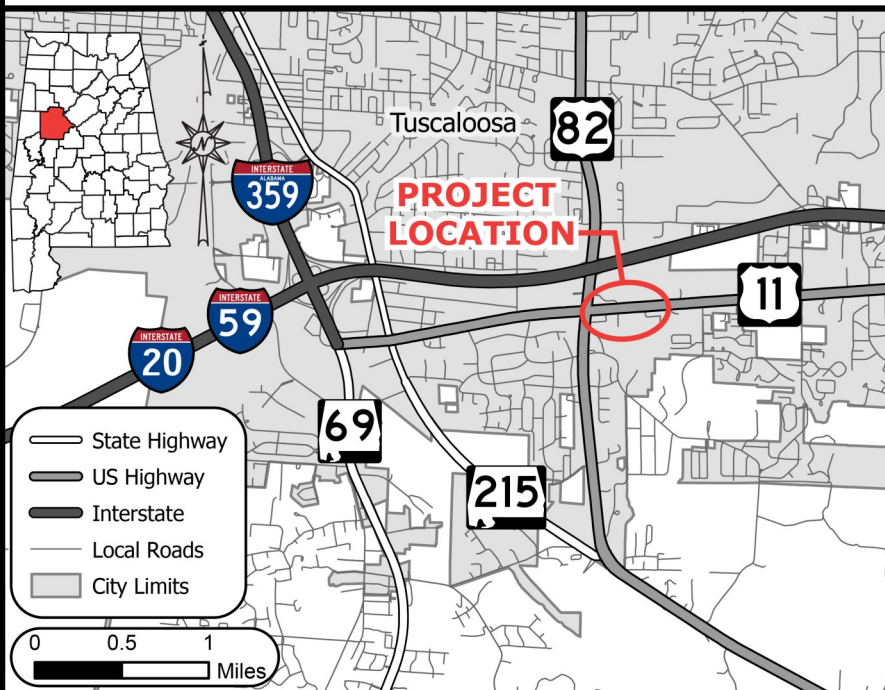 N
Tuscaloosa
82
INTERSTATE
ALABAMA
359
PROJECT
LOCATION
11
INTERSTATE
59
INTERSTATE
20
69
215
State Highway
US Highway
Interstate
Local Roads
City Limits
0 0.5 1
Miles